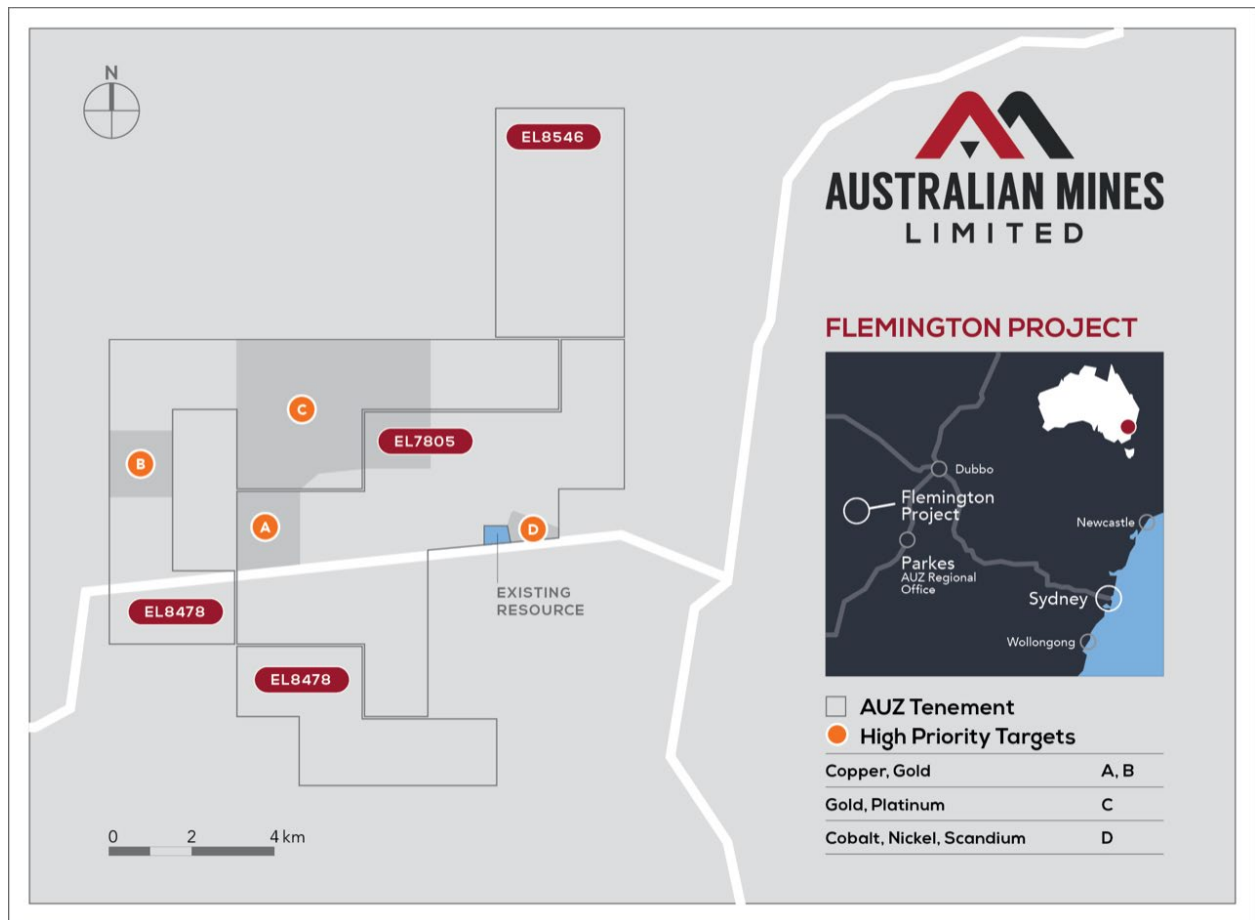 N
EL8546
C
EL7805
B
A
D
EXISTING
RESOURCE
EL8478
EL8478
0 2 4 km
AUSTRALIAN MINES
LIMITED
FLEMINGTON PROJECT
Dubbo
Flemington
Project
Newcastle
Parkes
AUZ Regional
Office
Sydney
Wollongong
AUZ Tenement
High Priority Targets
Copper, Gold A, B
Gold, Platinum C
Cobalt, Nickel, Scandium D